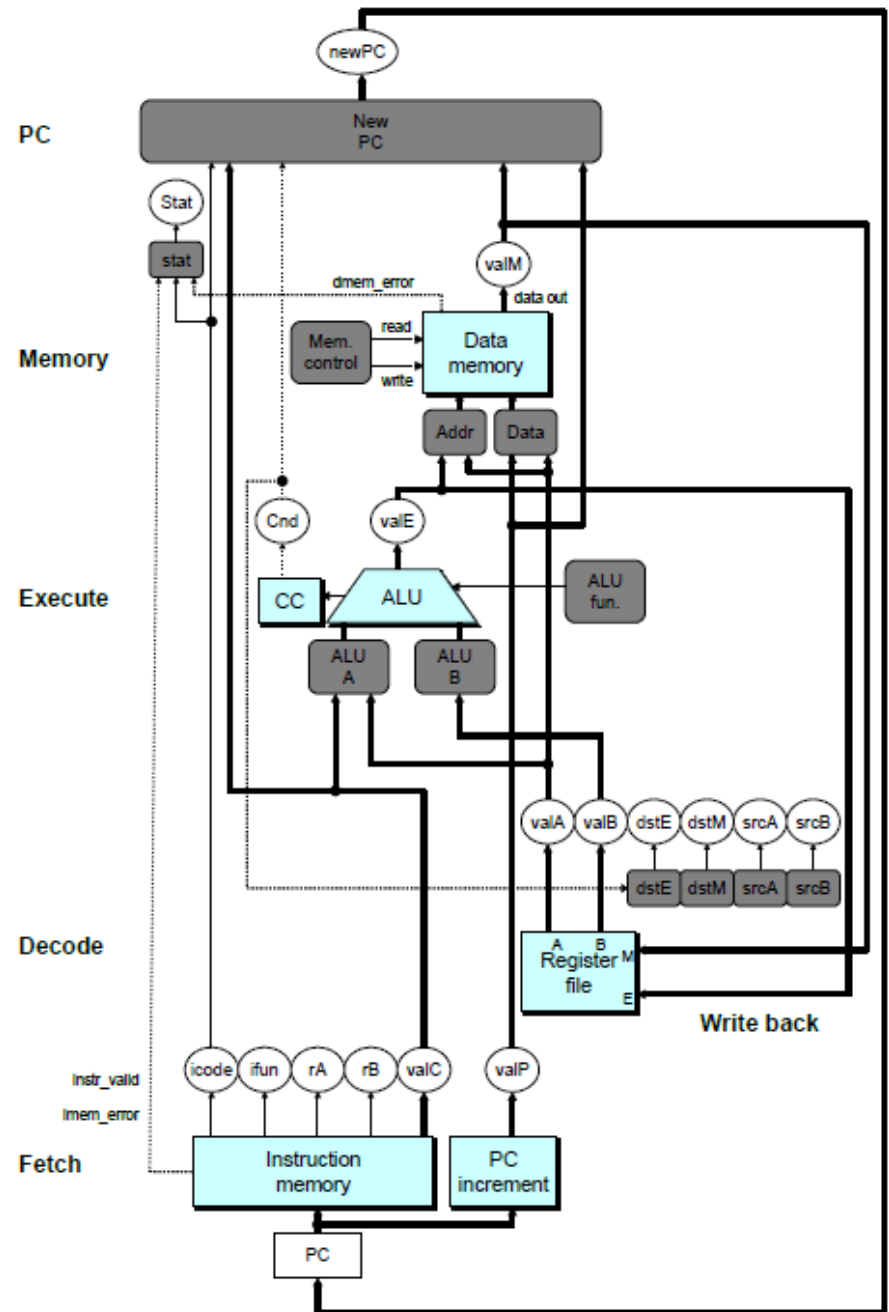 newPC
PC
New
PC
Stat
stat
valM
dmem_error
data out
Memory
Mem.
control
read
write
Data
memory
Addr
Data
Cnd
valE
Execute
CC
ALU
ALU
fun.
ALU
A
ALU
B
valA
valB
dstE
dstM
srcA
srcB
dstE
dstM
srcA
srcB
Decode
A
B
M
Register
file
E
Write back
icode
ifun
rA
rB
valC
valP
Instr_valid
Imem_error
Fetch
Instruction
memory
PC
increment
PC